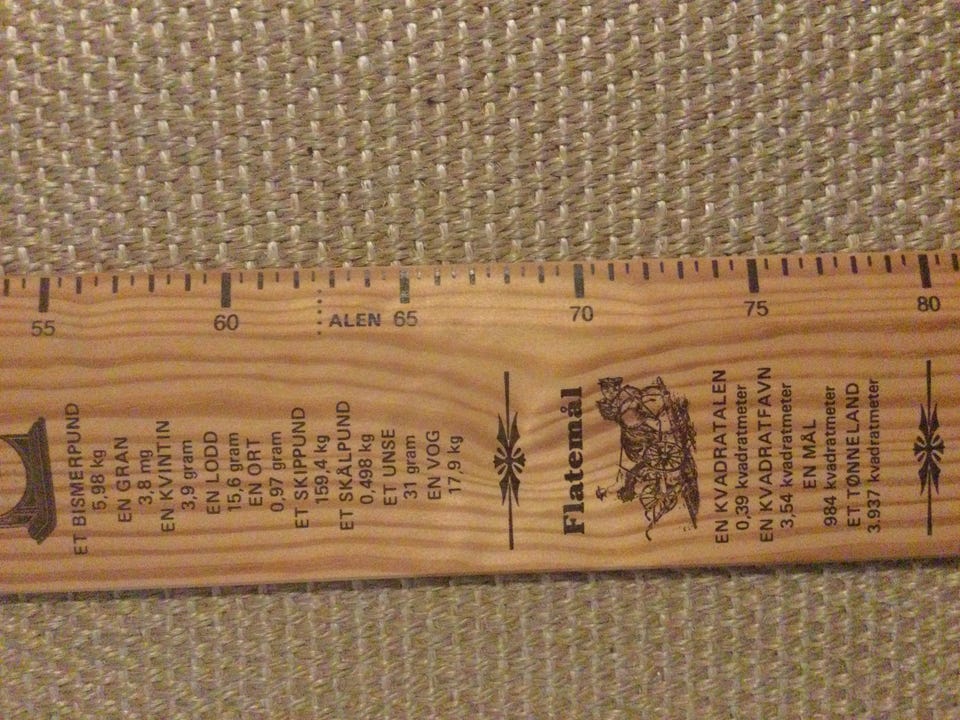 55
60
ALEN
65
70
75
80
ET BISMERPUND
5,98 kg
EN GRAN
3,8 mg
EN KVINTIN
3,9 gram
EN LODD
15,6 gram
EN ORT
0,97 gram
ET SKIPPUND
159,4 kg
ET SKÅLPUND
0,498 kg
ET UNSE
31 gram
EN VOG
17,9 kg
Flatemål
EN KVADRATALEN
0,39 kvadratmeter
EN KVADRATFAVN
3,54 kvadratmeter
EN MÅL
984 kvadratmeter
ET TØNNELAND
3.937 kvadratmeter